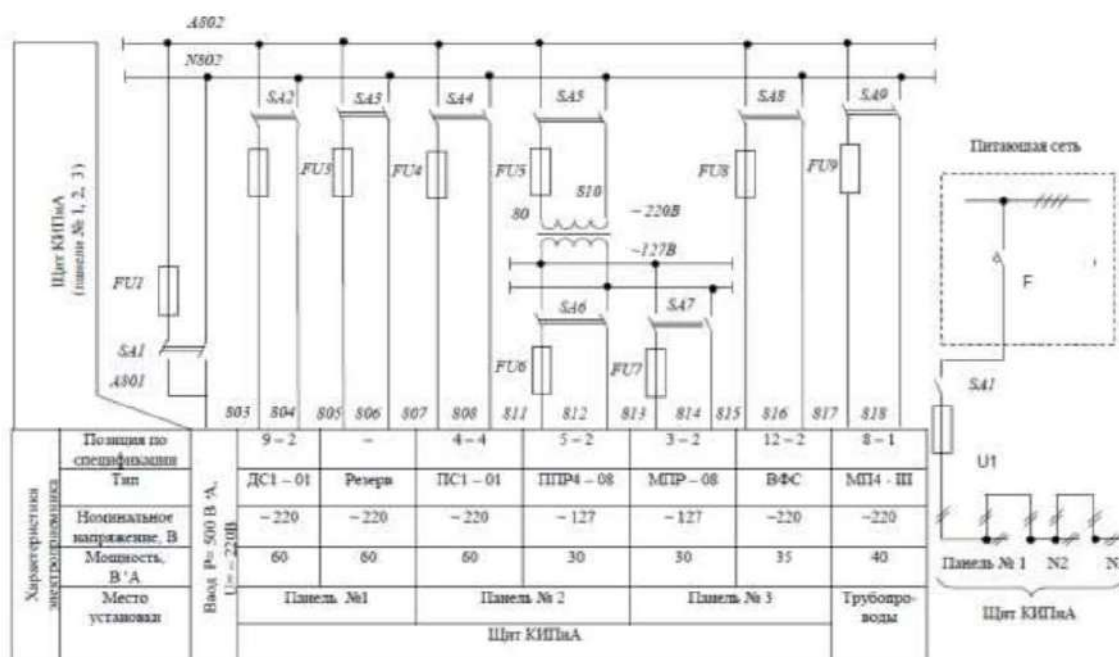 A802
N802
SA2
SA3
SA4
SA5
SA8
SA9
Питающая сеть
FU3
FU4
FU5
FU8
FU9
810
80
~220В
~127В
Щит КИПиА
(панели № 1, 2, 3)
FU1
F
SA6
SA7
SA1
FU6
FU7
A801
SA1
803
804
805
806
807
808
811
812
813
814
815
816
817
818
U1
Характеристики
электроприемника
Позиция по
спецификации
9 – 2
–
4 – 4
5 – 2
3 – 2
12 – 2
8 – 1
Тип
ДС1 – 01
Резерв
ПС1 – 01
ППР4 – 08
МПР – 08
ВФС
МП4 - III
Номинальное
напряжение, В
~220
~220
~220
~127
~127
~220
~220
Мощность,
В·А
60
60
60
30
30
35
40
Место
установки
Ввод P= 500 В·А,
U= ~ 220В
Панель №1
Панель № 2
Панель № 3
Трубопро-
воды
Щит КИПиА
Панель № 1
N2
N
Щит КИПиА